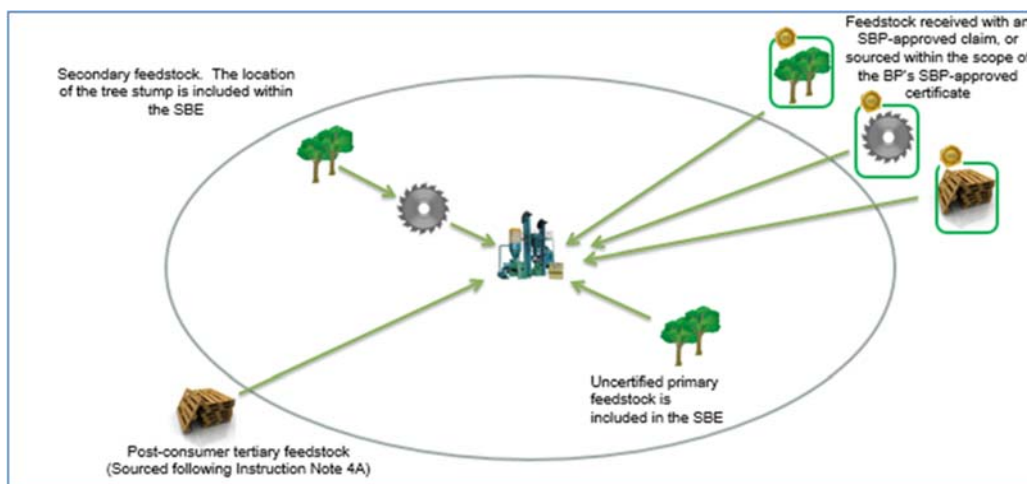 Secondary feedstock. The location
of the tree stump is included within
the SBE
Feedstock received with an
SBP-approved claim, or
sourced within the scope of
the BP's SBP-approved
certificate
Uncertified primary
feedstock is
included in the SBE
Post-consumer tertiary feedstock
(Sourced following Instruction Note 4A)